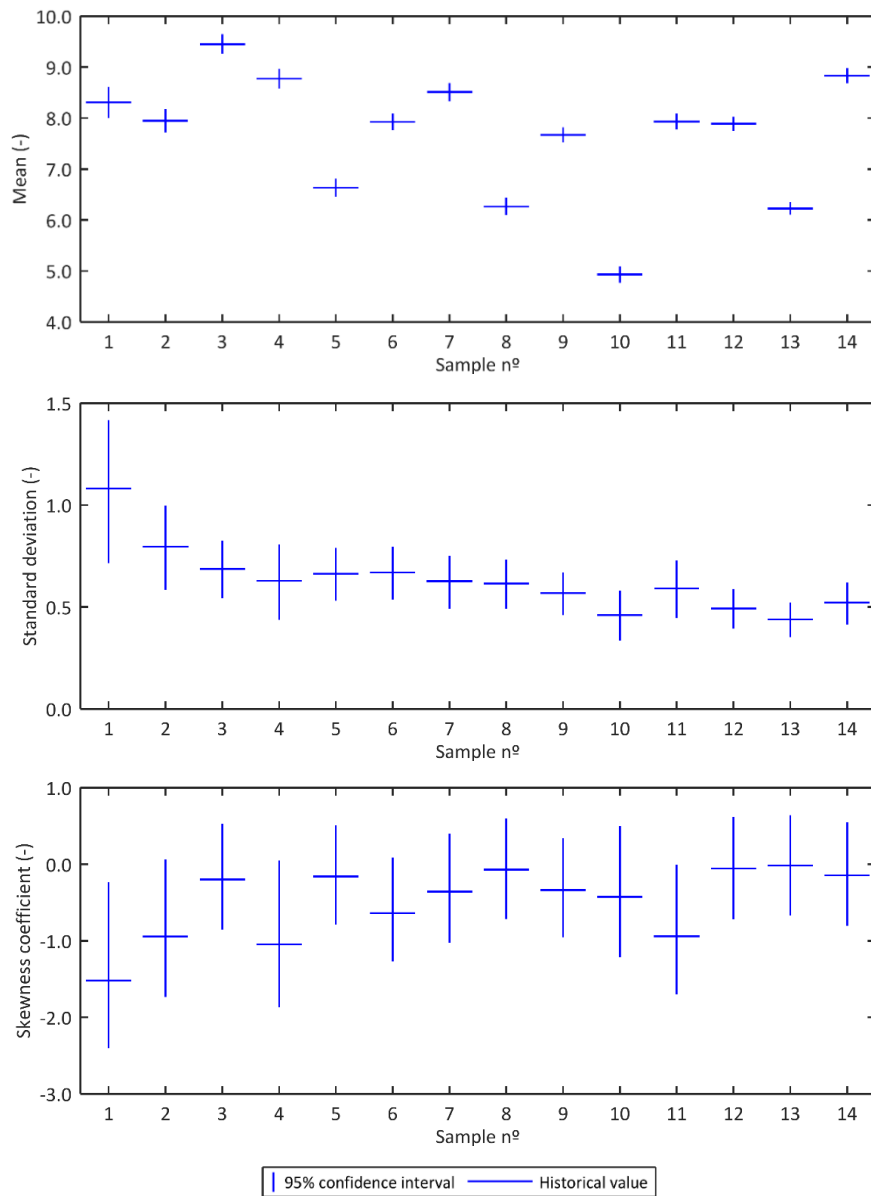 10.0
9.0
8.0
7.0
6.0
5.0
4.0
Mean (-)
1 2 3 4 5 6 7 8 9 10 11 12 13 14
Sample nº
1.5
1.0
0.5
0.0
Standard deviation (-)
1 2 3 4 5 6 7 8 9 10 11 12 13 14
Sample nº
1.0
0.0
-1.0
-2.0
-3.0
Skewness coefficient (-)
1 2 3 4 5 6 7 8 9 10 11 12 13 14
Sample nº
95% confidence interval Historical value